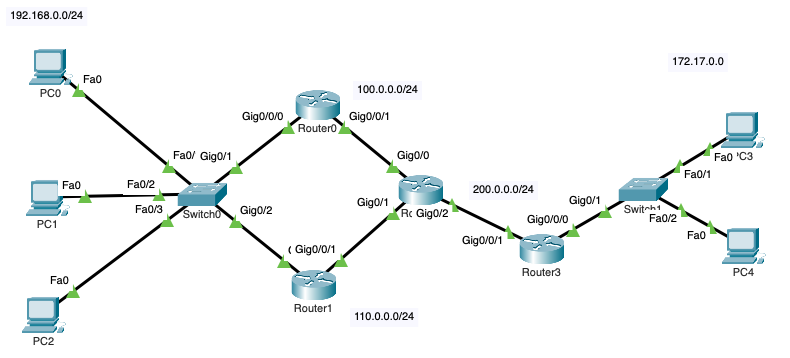 192.168.0.0/24
172.17.0.0
Fa0
PC0
100.0.0.0/24
Gig0/0/0
Gig0/0/1
Router0
Fa0/
Gig0/1
Gig0/0
Fa0
Fa0/2
Fa0/3
PC1
Switch0
Gig0/2
Gig0/1
Gig0/2
200.0.0.0/24
Gig0/0/1
Gig0/0/0
Router3
Gig0/1
Fa0/1
Fa0
C3
Fa0/2
Fa0
PC4
Gig0/0/1
Router1
110.0.0.0/24
Fa0
PC2